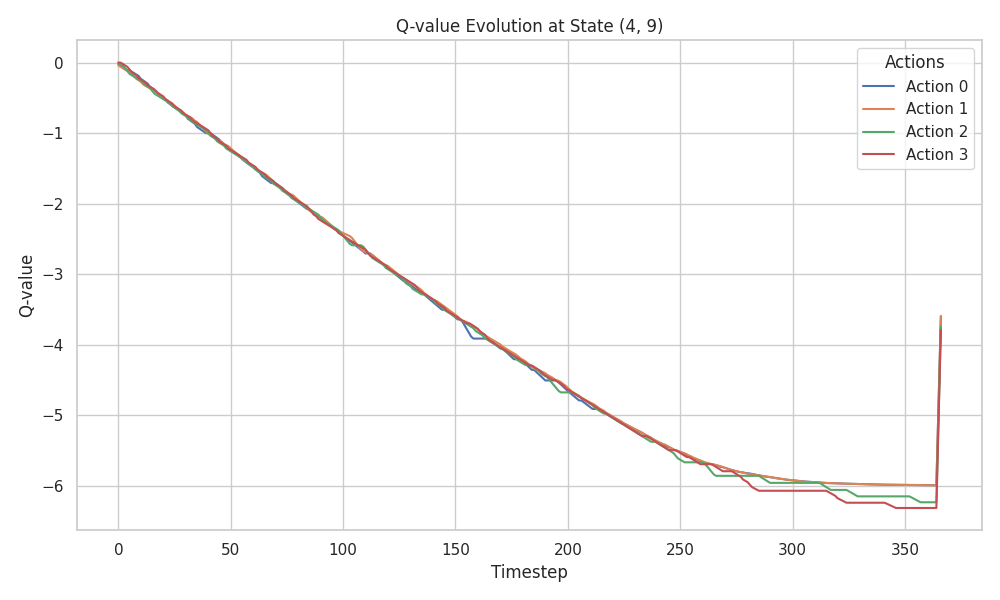 Q-value Evolution at State (4, 9)
Actions
Action 0
Action 1
Action 2
Action 3
Q-value
0
−1
−2
−3
−4
−5
−6
0 50 100 150 200 250 300 350
Timestep